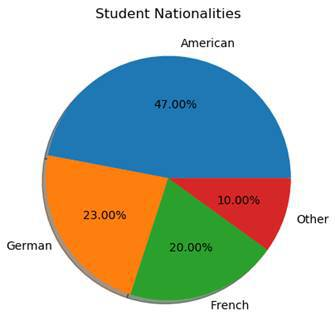 Student Nationalities
American
47.00%
23.00%
German
20.00%
French
10.00%
Other